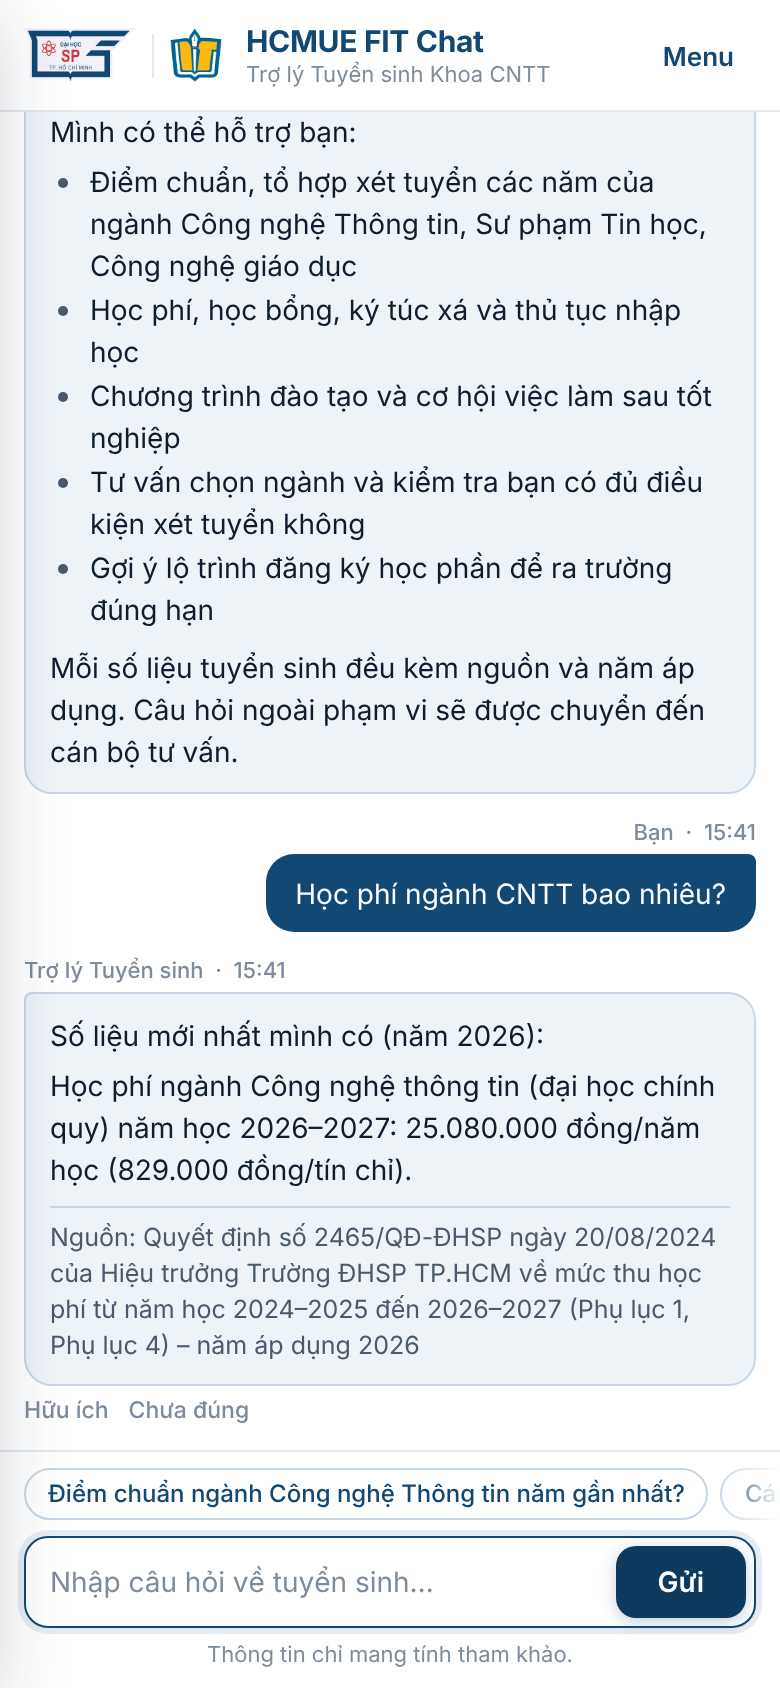 ĐẠI HỌC
SP
TP. HỒ CHÍ MINH
HCMUE FIT Chat
Trợ lý Tuyển sinh Khoa CNTT
Menu
Mình có thể hỗ trợ bạn:
Điểm chuẩn, tổ hợp xét tuyển các năm của
ngành Công nghệ Thông tin, Sư phạm Tin học,
Công nghệ giáo dục
Học phí, học bổng, ký túc xá và thủ tục nhập
học
Chương trình đào tạo và cơ hội việc làm sau tốt
nghiệp
Tư vấn chọn ngành và kiểm tra bạn có đủ điều
kiện xét tuyển không
Gợi ý lộ trình đăng ký học phần để ra trường
đúng hạn
Mỗi số liệu tuyển sinh đều kèm nguồn và năm áp
dụng. Câu hỏi ngoài phạm vi sẽ được chuyển đến
cán bộ tư vấn.
Bạn · 15:41
Học phí ngành CNTT bao nhiêu?
Trợ lý Tuyển sinh · 15:41
Số liệu mới nhất mình có (năm 2026):
Học phí ngành Công nghệ thông tin (đại học chính
quy) năm học 2026–2027: 25.080.000 đồng/năm
học (829.000 đồng/tín chỉ).
Nguồn: Quyết định số 2465/QĐ-ĐHSP ngày 20/08/2024
của Hiệu trưởng Trường ĐHSP TP.HCM về mức thu học
phí từ năm học 2024–2025 đến 2026–2027 (Phụ lục 1,
Phụ lục 4) – năm áp dụng 2026
Hữu ích Chưa đúng
Điểm chuẩn ngành Công nghệ Thông tin năm gần nhất?
Nhập câu hỏi về tuyển sinh...
Gửi
Thông tin chỉ mang tính tham khảo.